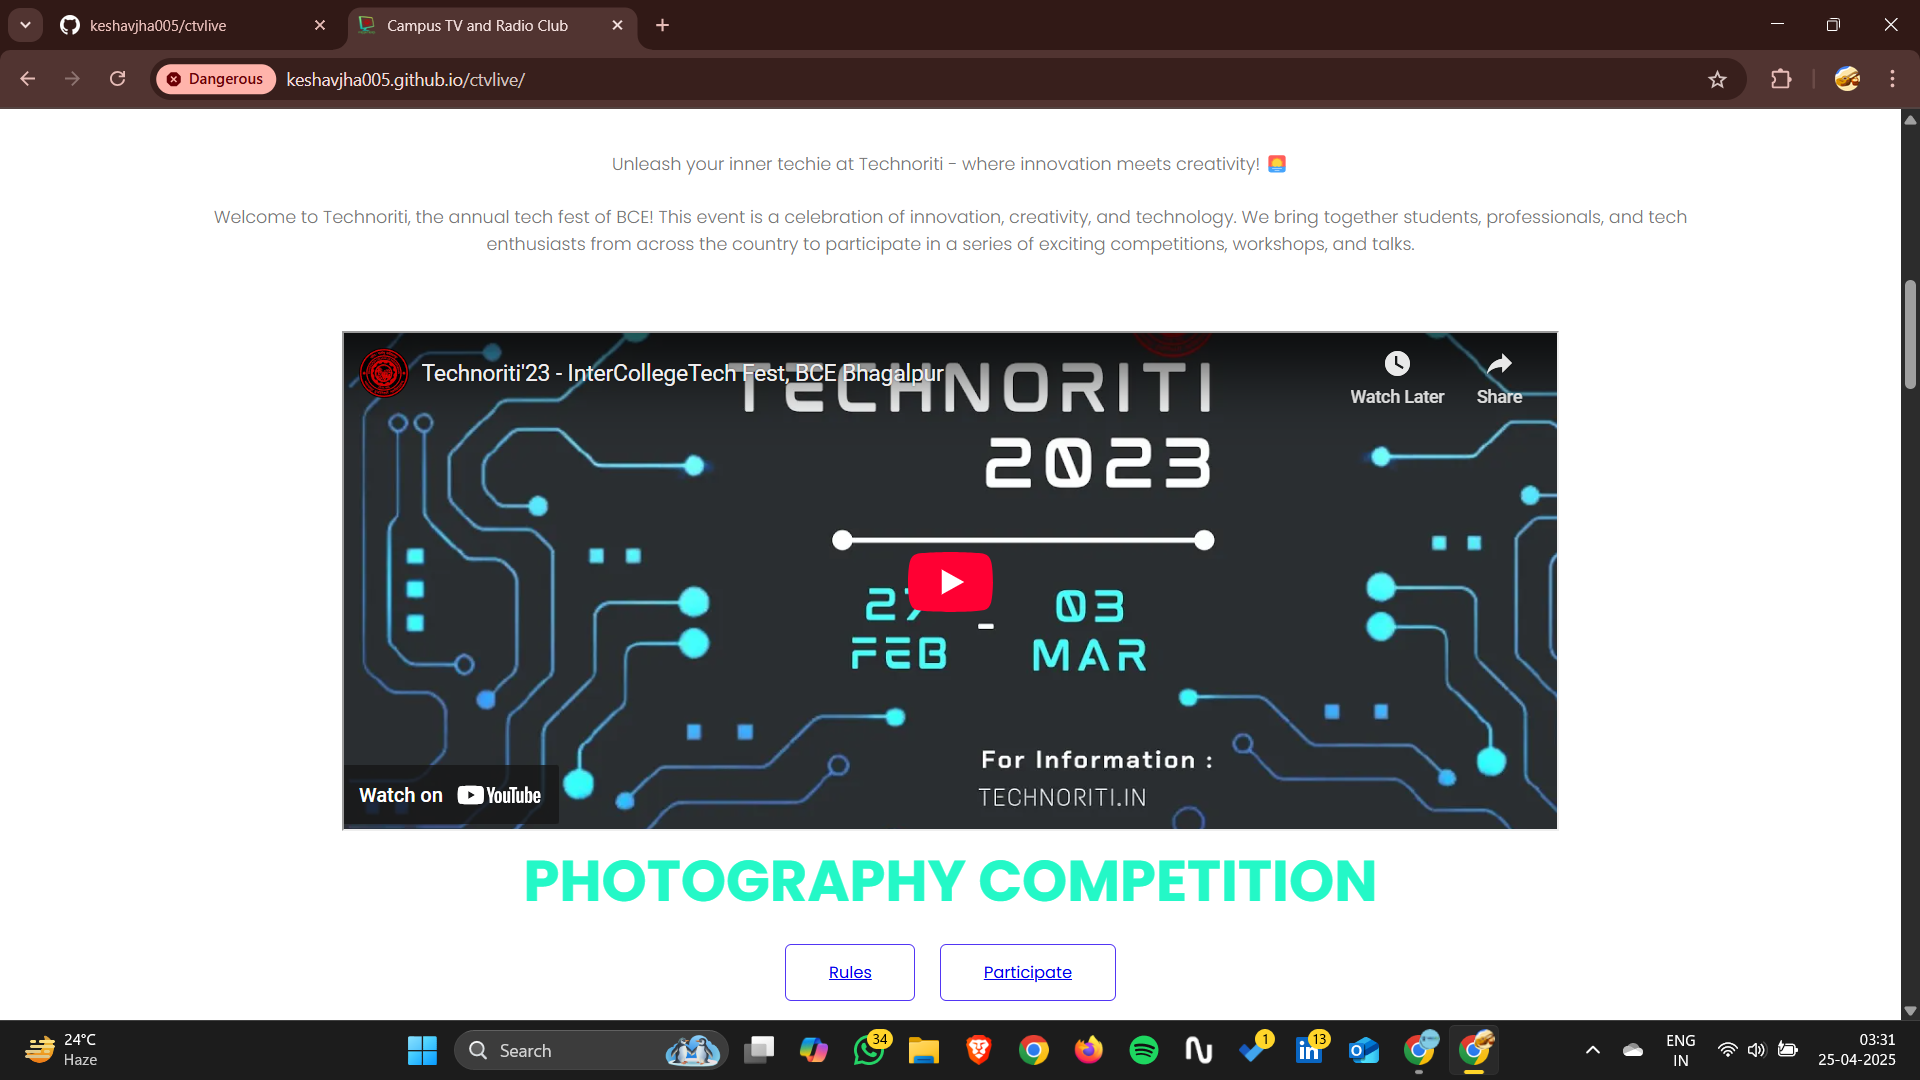 keshavjha005/ctvlive
Campus TV and Radio Club
Dangerous
keshavjha005.github.io/ctvlive/
Unleash your inner techie at Technoriti - where innovation meets creativity! 🌅
Welcome to Technoriti, the annual tech fest of BCE! This event is a celebration of innovation, creativity, and technology. We bring together students, professionals, and tech
enthusiasts from across the country to participate in a series of exciting competitions, workshops, and talks.
Technoriti'23 - InterCollegeTech Fest, BCE Bhagalpur
Watch Later
Share
TECHNORITI
2023
27 - 03
FEB MAR
For Information :
TECHNORITI.IN
Watch on YouTube
PHOTOGRAPHY COMPETITION
Rules
Participate
24°C
Haze
Search
34
1
13
ENG
IN
03:31
25-04-2025